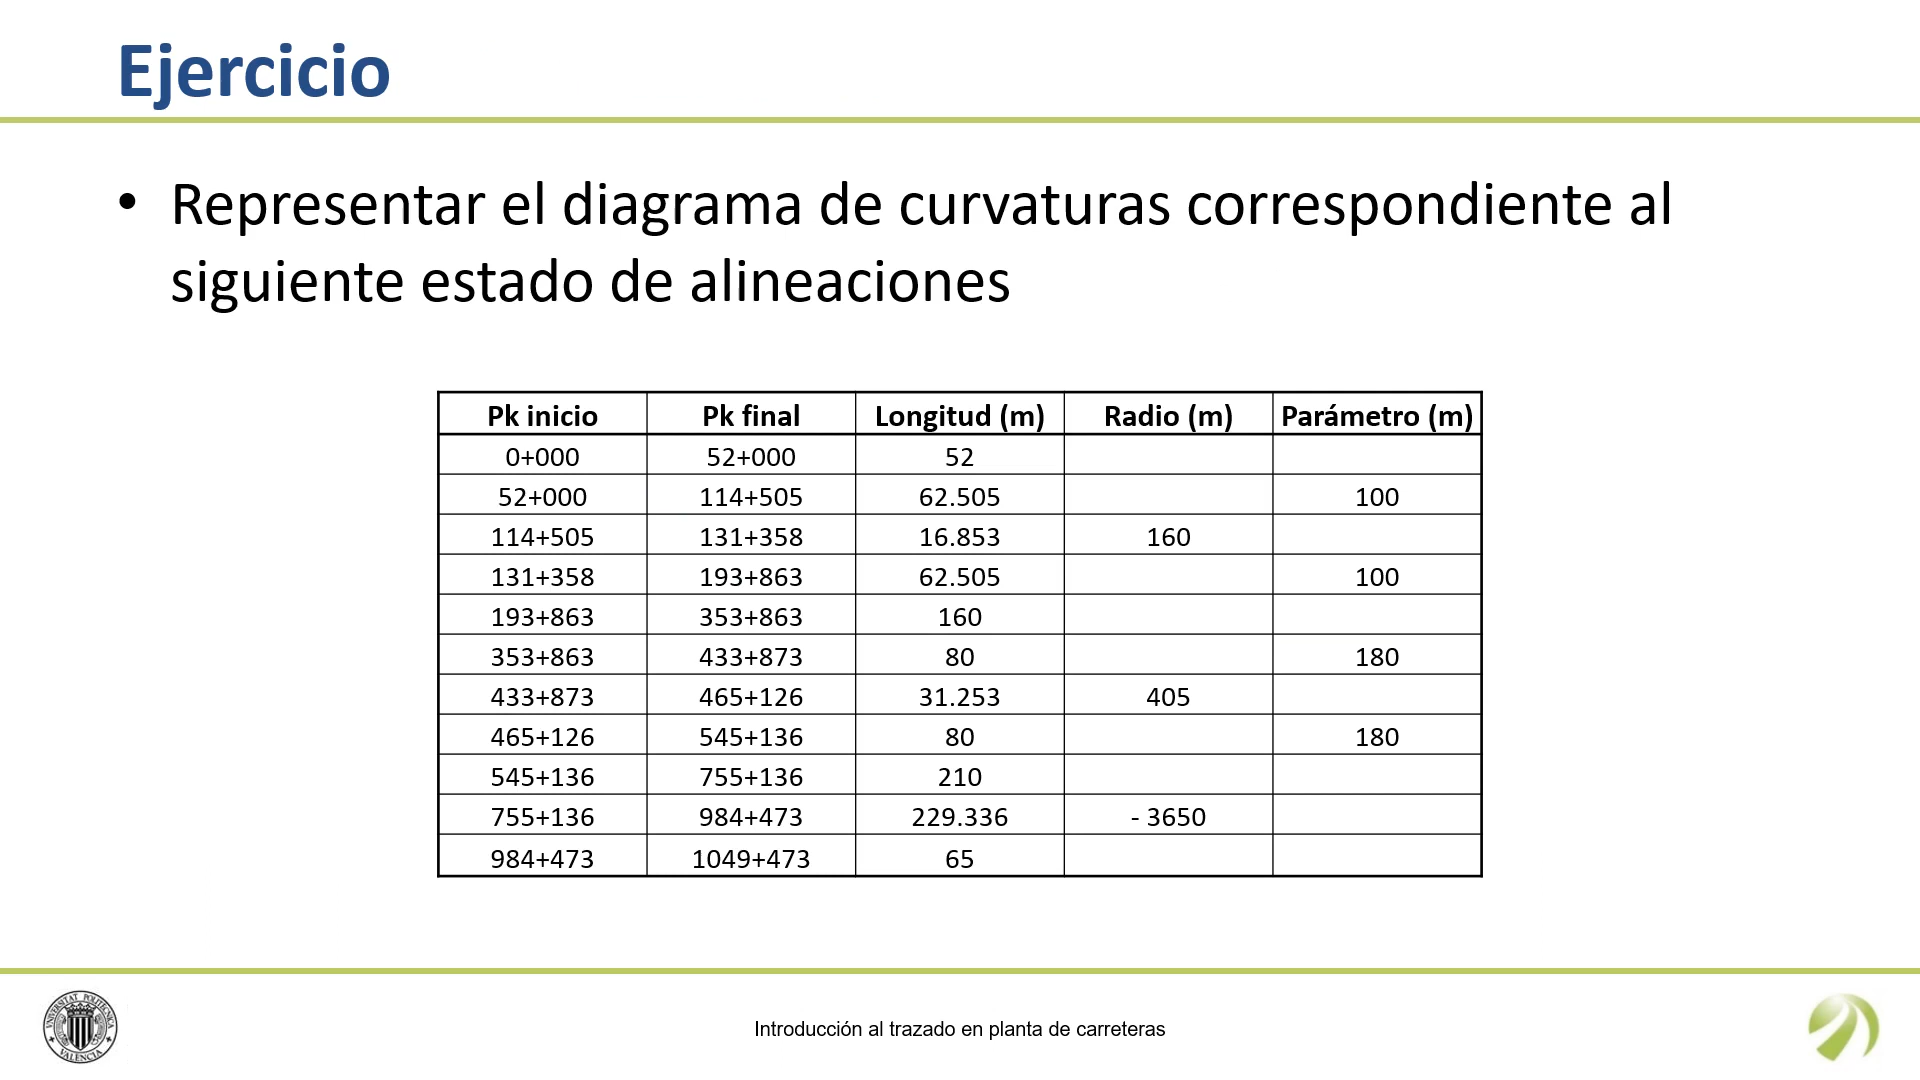 Ejercicio
• Representar el diagrama de curvaturas correspondiente al
siguiente estado de alineaciones
Pk inicio Pk final Longitud (m) Radio (m) Parámetro (m)
0+000 52+000 52
52+000 114+505 62.505 100
114+505 131+358 16.853 160
131+358 193+863 62.505 100
193+863 353+863 160
353+863 433+873 80 180
433+873 465+126 31.253 405
465+126 545+136 80 180
545+136 755+136 210
755+136 984+473 229.336 - 3650
984+473 1049+473 65
VNIVERSITAT POLITECNICA
VALENCIA
Introducción al trazado en planta de carreteras